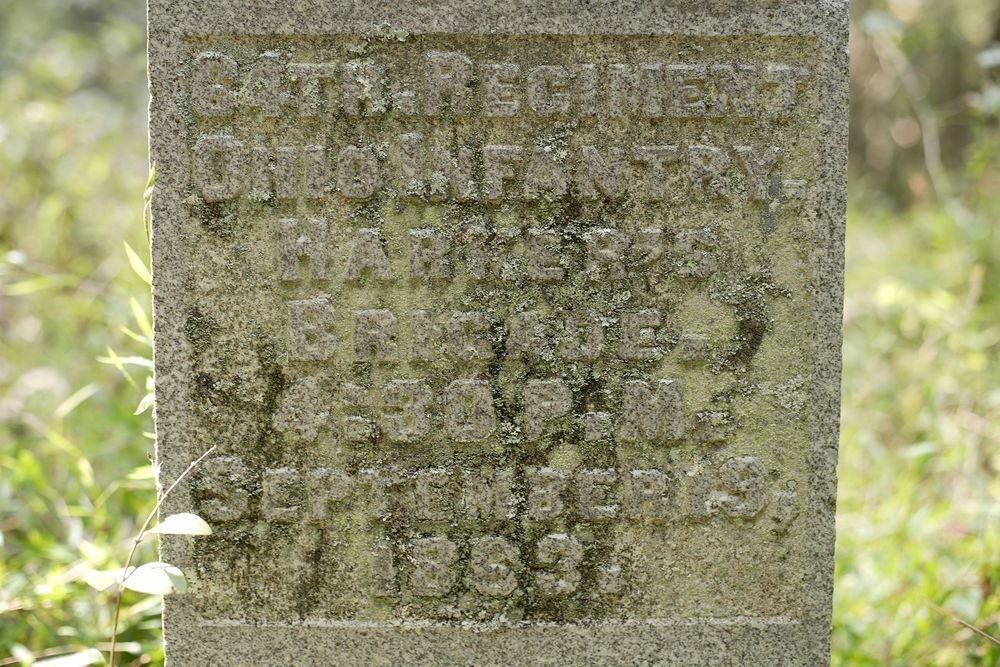 64TH. REGIMENT
OHIO INFANTRY.
HARKER'S
BRIGADE.
4:30 P.M.
SEPTEMBER 19,
1863.